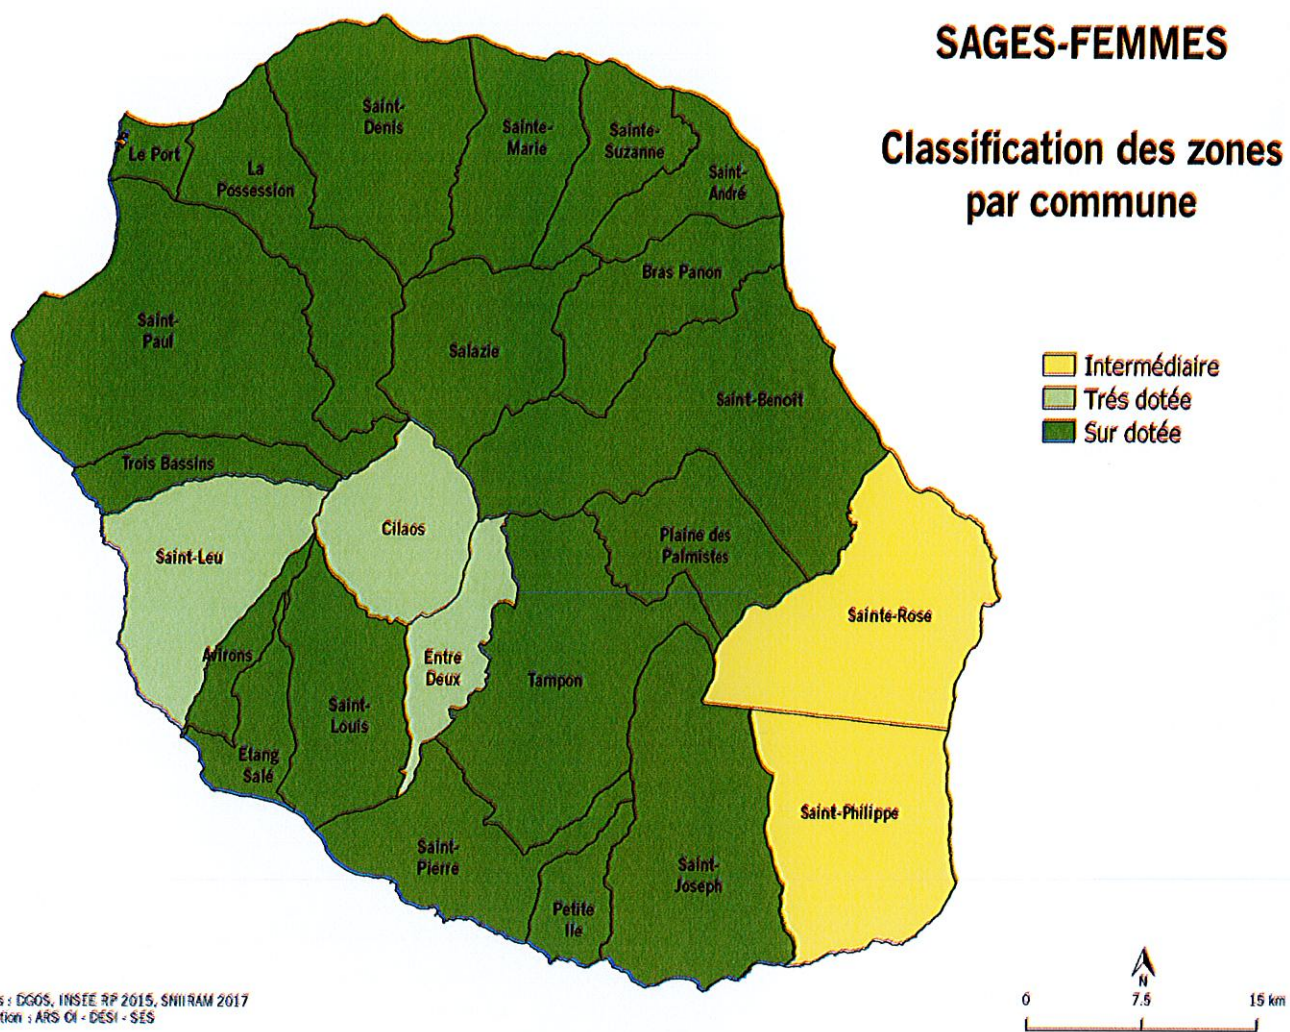 SAGES-FEMMES
Classification des zones
par commune
Saint-
Denis
Sainte-
Marie
Sainte-
Suzanne
Le Port
La
Possession
Saint-
André
Bras Panon
Saint-
Paul
Salazie
Intermédiaire
Trés dotée
Sur dotée
Saint-Benoît
Trois Bassins
Cilaos
Saint-Leu
Plaine des
Palmistes
Sainte-Rose
Avirons
Entre
Deux
Tampon
Saint-
Louis
Etang
Salé
Saint-Philippe
Saint-
Pierre
Saint-
Joseph
Petite
Ile
N
0 7.5 15 km
s : DGOS, INSEE RP 2015, SNIIRAM 2017
tion : ARS OI - DESI - SES